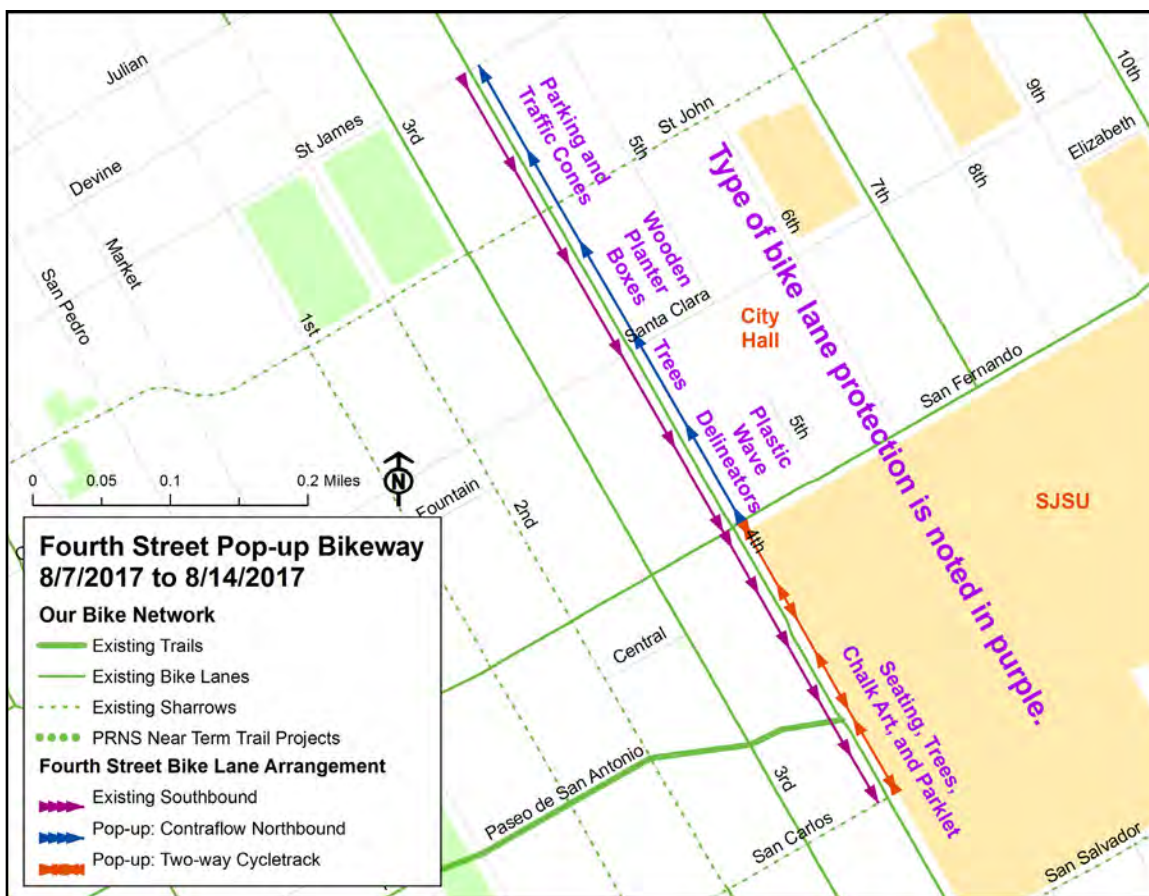 Julian
St James
3rd
Devine
Market
San Pedro
1st
Parking and
Traffic Cones
St John
5th
Wooden
Planter
Boxes
Santa Clara
Trees
Plastic
Wave
Delineators
5th
City
Hall
6th
7th
8th
9th
10th
Elizabeth
San Fernando
SJSU
Type of bike lane protection is noted in purple.
4th
Seating, Trees,
Chalk Art, and Parklet
San Salvador
San Carlos
3rd
Central
Paseo de San Antonio
2nd
Fountain
N
0 0.05 0.1 0.2 Miles
Fourth Street Pop-up Bikeway
8/7/2017 to 8/14/2017
Our Bike Network
Existing Trails
Existing Bike Lanes
Existing Sharrows
PRNS Near Term Trail Projects
Fourth Street Bike Lane Arrangement
Existing Southbound
Pop-up: Contraflow Northbound
Pop-up: Two-way Cycletrack